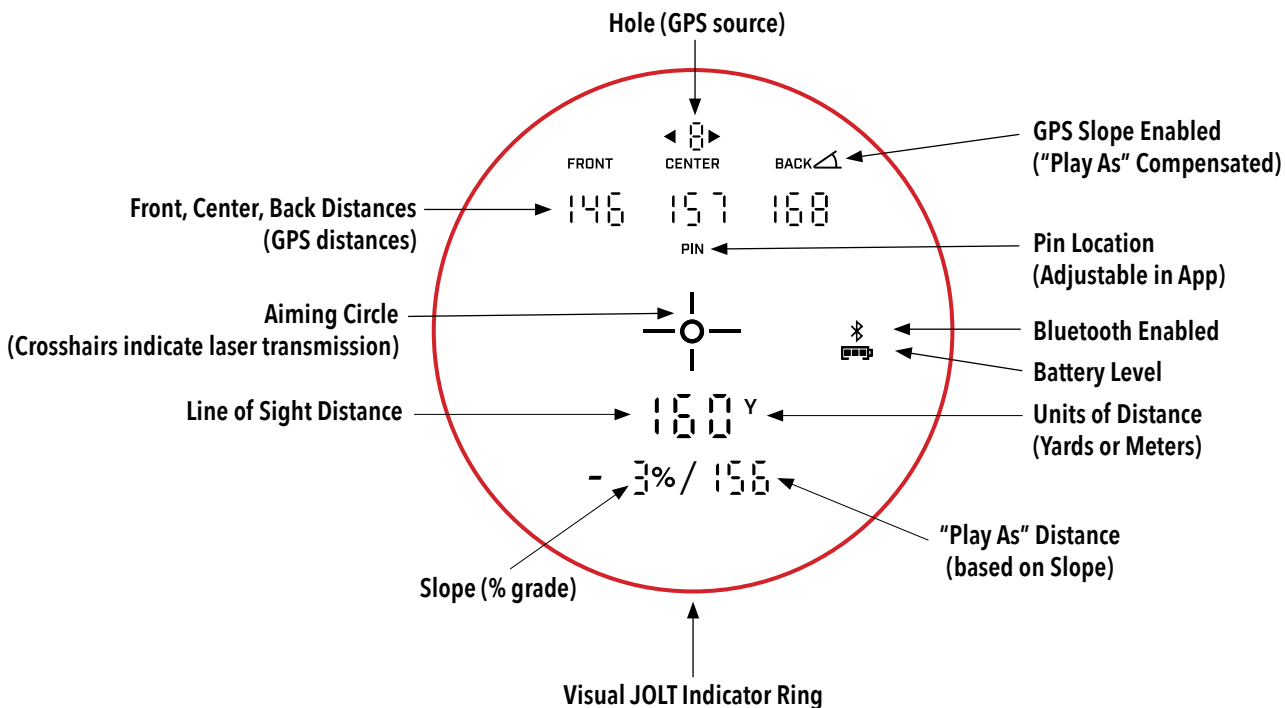 Hole (GPS source)
8
FRONT CENTER BACK
GPS Slope Enabled
("Play As" Compensated)
Front, Center, Back Distances
(GPS distances)
146 157 168
PIN
Pin Location
(Adjustable in App)
Aiming Circle
(Crosshairs indicate laser transmission)
Bluetooth Enabled
Battery Level
Line of Sight Distance
160 Y
Units of Distance
(Yards or Meters)
- 3% / 156
"Play As" Distance
(based on Slope)
Slope (% grade)
Visual JOLT Indicator Ring